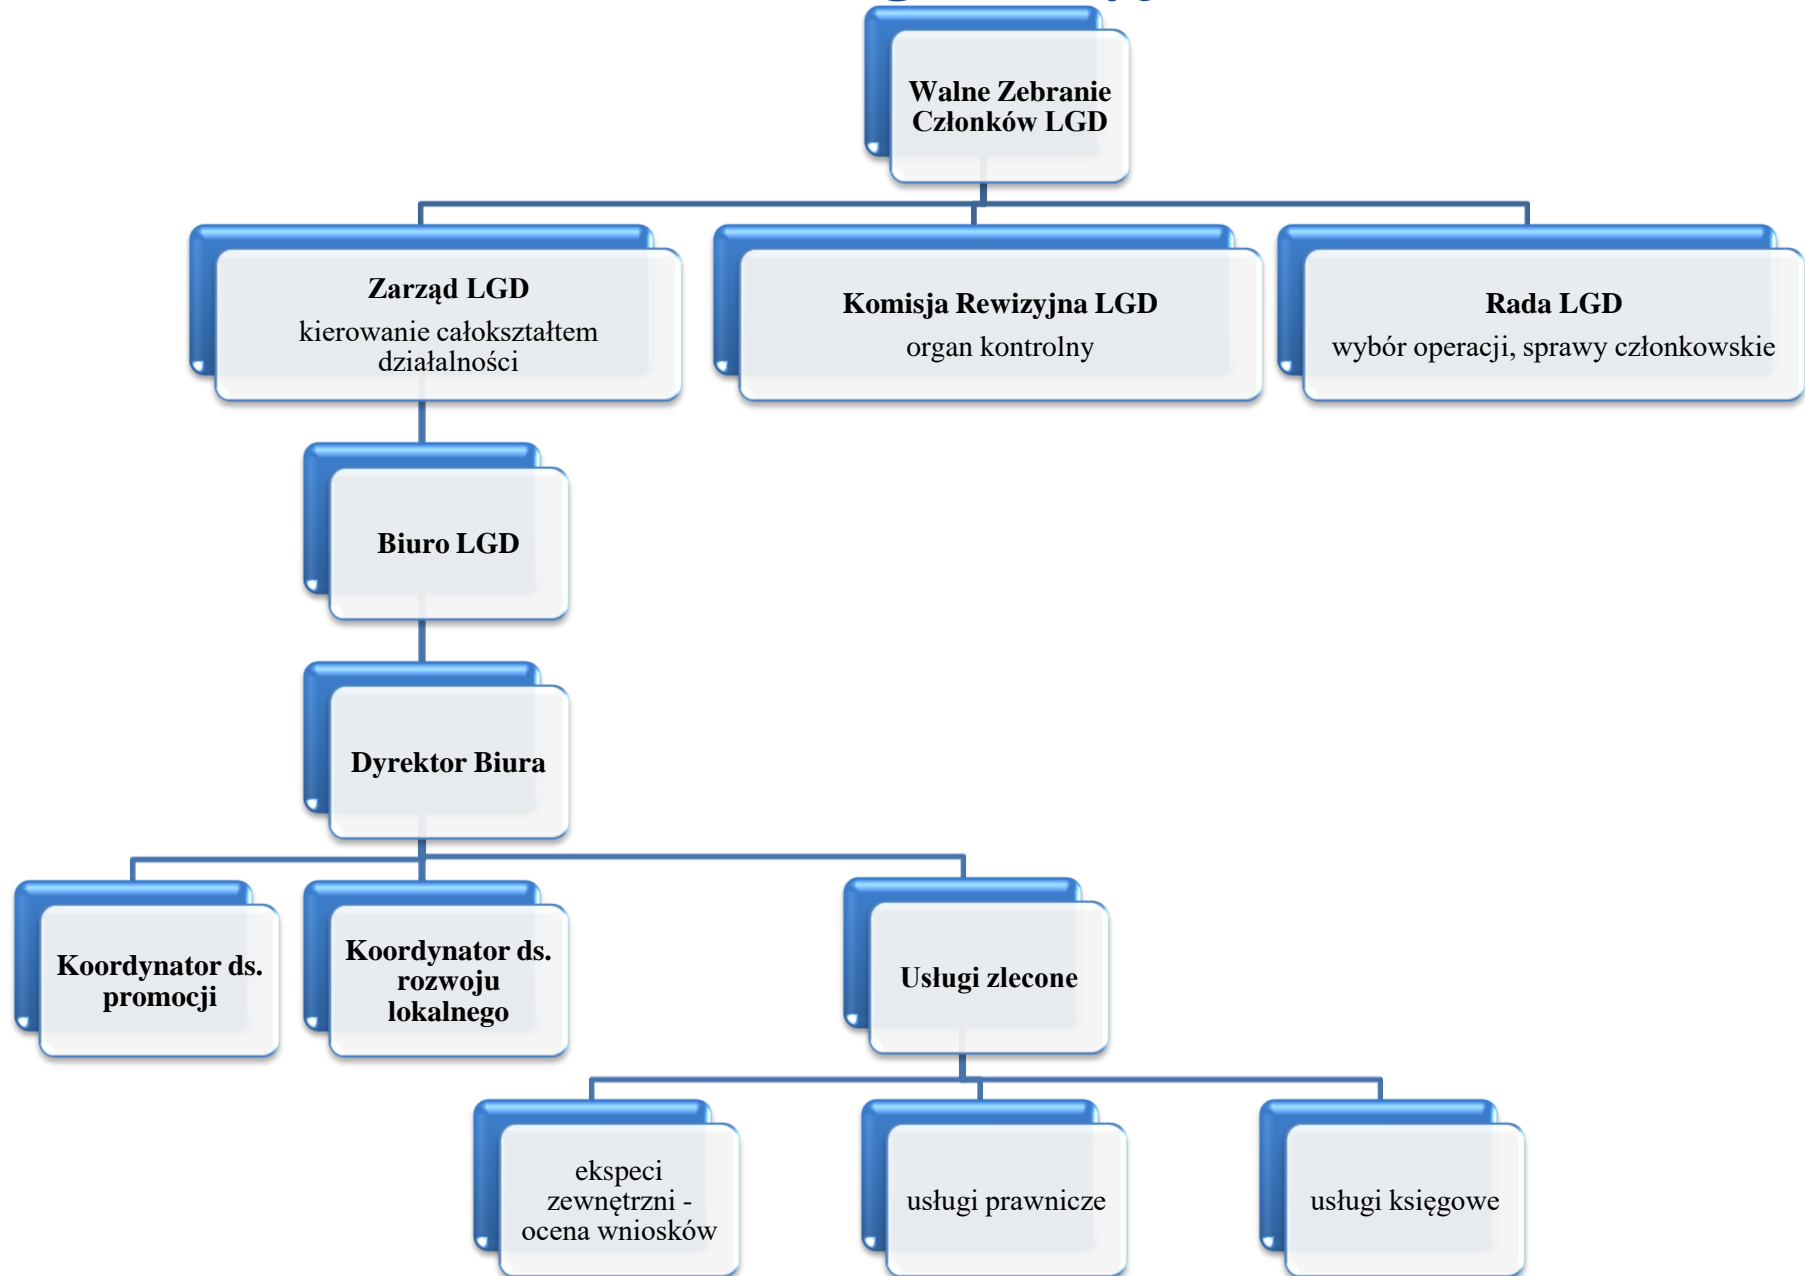 Walne Zebranie
Członków LGD
Zarząd LGD
kierowanie całokształtem
działalności
Komisja Rewizyjna LGD
organ kontrolny
Rada LGD
wybór operacji, sprawy członkowskie
Biuro LGD
Dyrektor Biura
Koordynator ds.
promocji
Koordynator ds.
rozwoju
lokalnego
Usługi zlecone
ekspeci
zewnętrzni -
ocena wniosków
usługi prawnicze
usługi księgowe